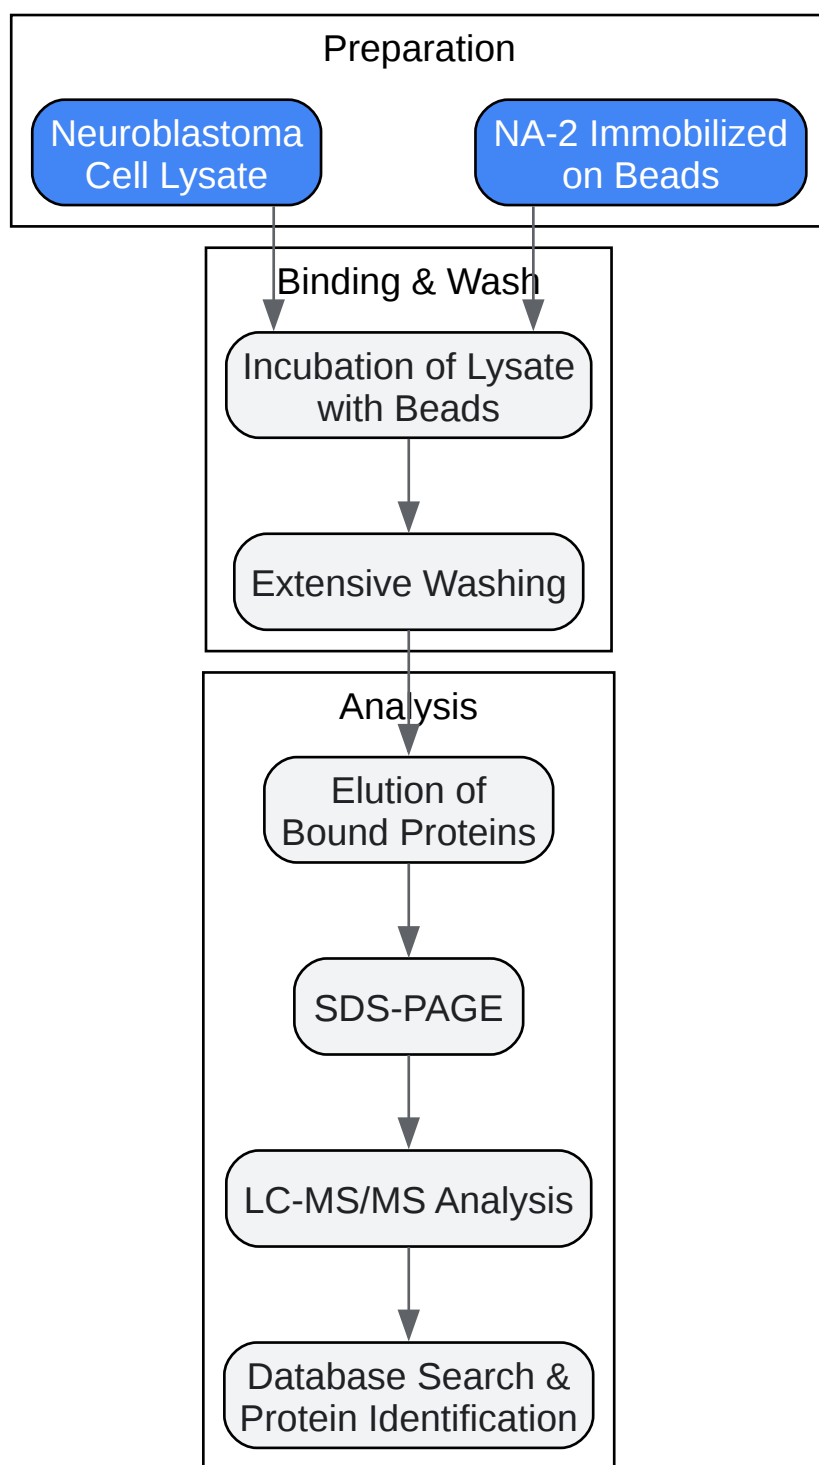 Preparation
Neuroblastoma
Cell Lysate
NA-2 Immobilized
on Beads
Binding & Wash
Incubation of Lysate
with Beads
Extensive Washing
Analysis
Elution of
Bound Proteins
SDS-PAGE
LC-MS/MS Analysis
Database Search &
Protein Identification